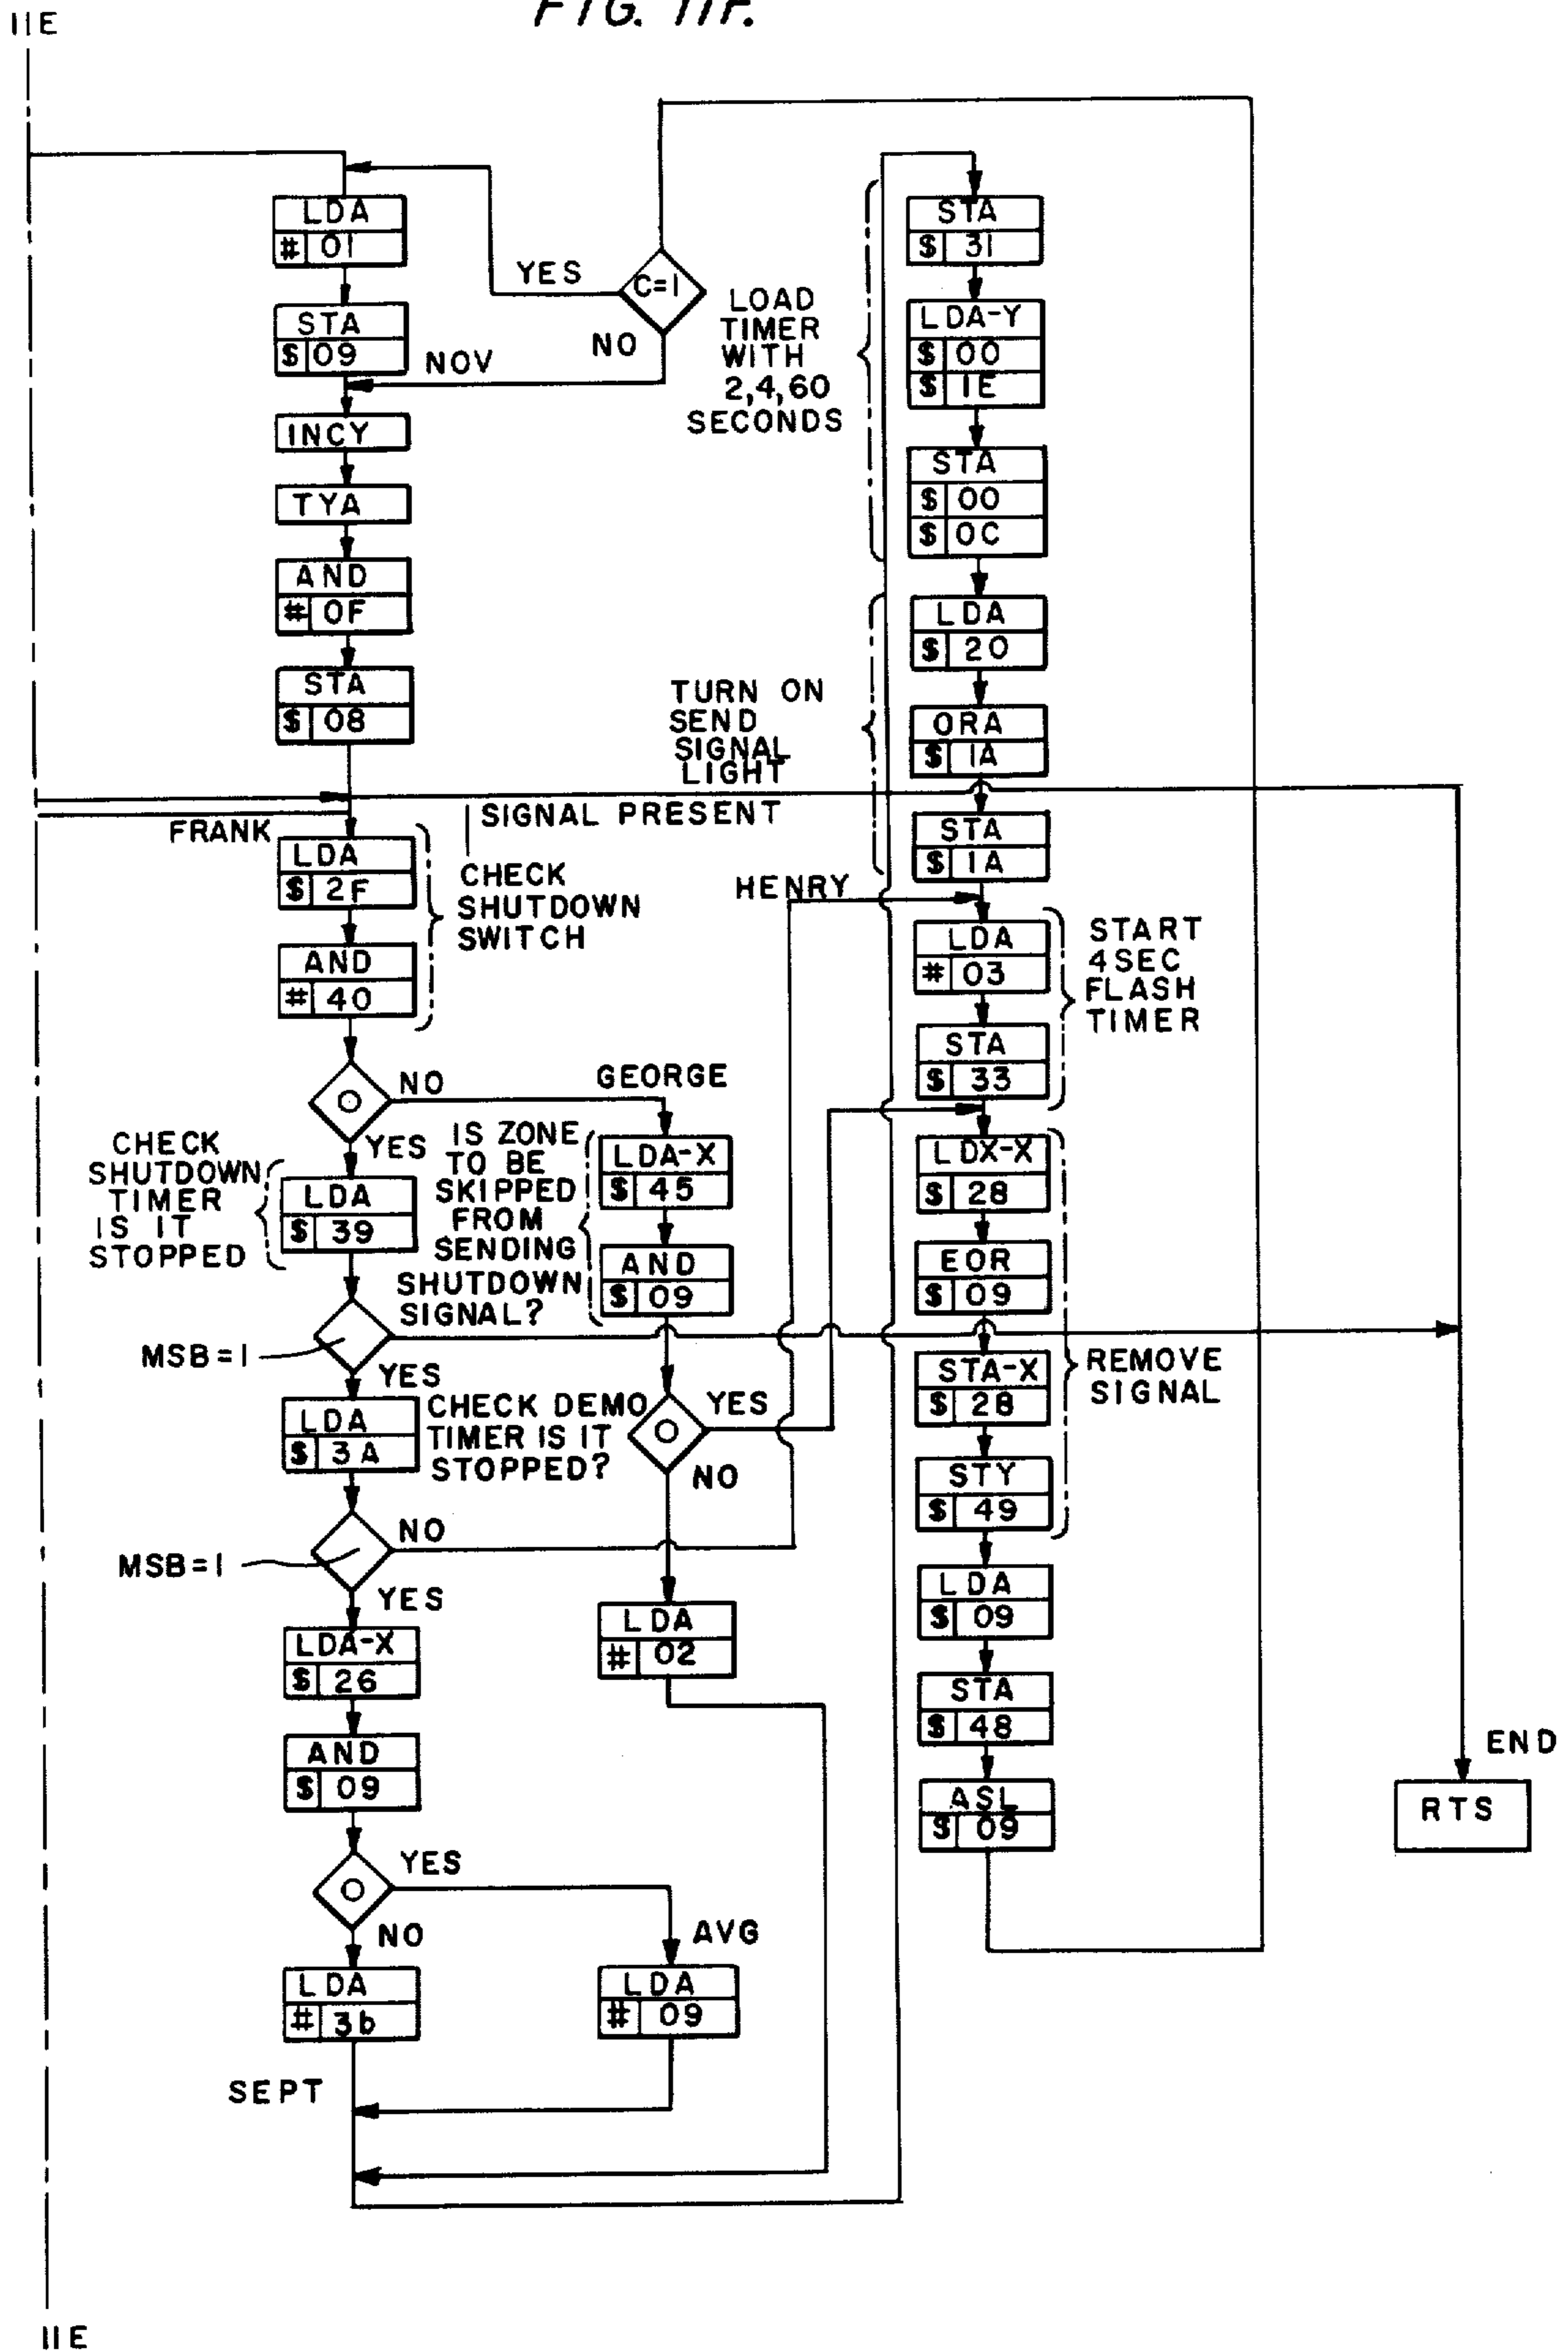 11E
FIG. 11F.
LDA
# 01
STA
$ 09
NOV
INCY
TYA
AND
# 0F
STA
$ 08
YES
C=1
NO
LOAD
TIMER
WITH
2,4,60
SECONDS
STA
$ 31
LDA-Y
$ 00
$ 1E
STA
$ 00
$ 0C
TURN ON
SEND
SIGNAL
LIGHT
LDA
$ 20
ORA
$ 1A
STA
$ 1A
SIGNAL PRESENT
FRANK
LDA
$ 2F
AND
# 40
CHECK
SHUTDOWN
SWITCH
HENRY
LDA
# 03
STA
$ 33
START
4SEC
FLASH
TIMER
O
NO
GEORGE
YES
CHECK
SHUTDOWN
TIMER
IS IT
STOPPED
LDA
$ 39
IS ZONE
TO BE
SKIPPED
FROM
SENDING
SHUTDOWN
SIGNAL?
LDA-X
$ 45
AND
$ 09
LDX-X
$ 28
EOR
$ 09
STA-X
$ 28
STY
$ 49
REMOVE
SIGNAL
MSB=1
YES
LDA
$ 3A
CHECK DEMO
TIMER IS IT
STOPPED?
O
YES
NO
MSB=1
NO
YES
LDA-X
$ 26
AND
$ 09
LDA
# 02
LDA
$ 09
STA
$ 48
ASL
$ 09
END
RTS
O
YES
NO
AVG
LDA
# 3b
LDA
# 09
SEPT
11E